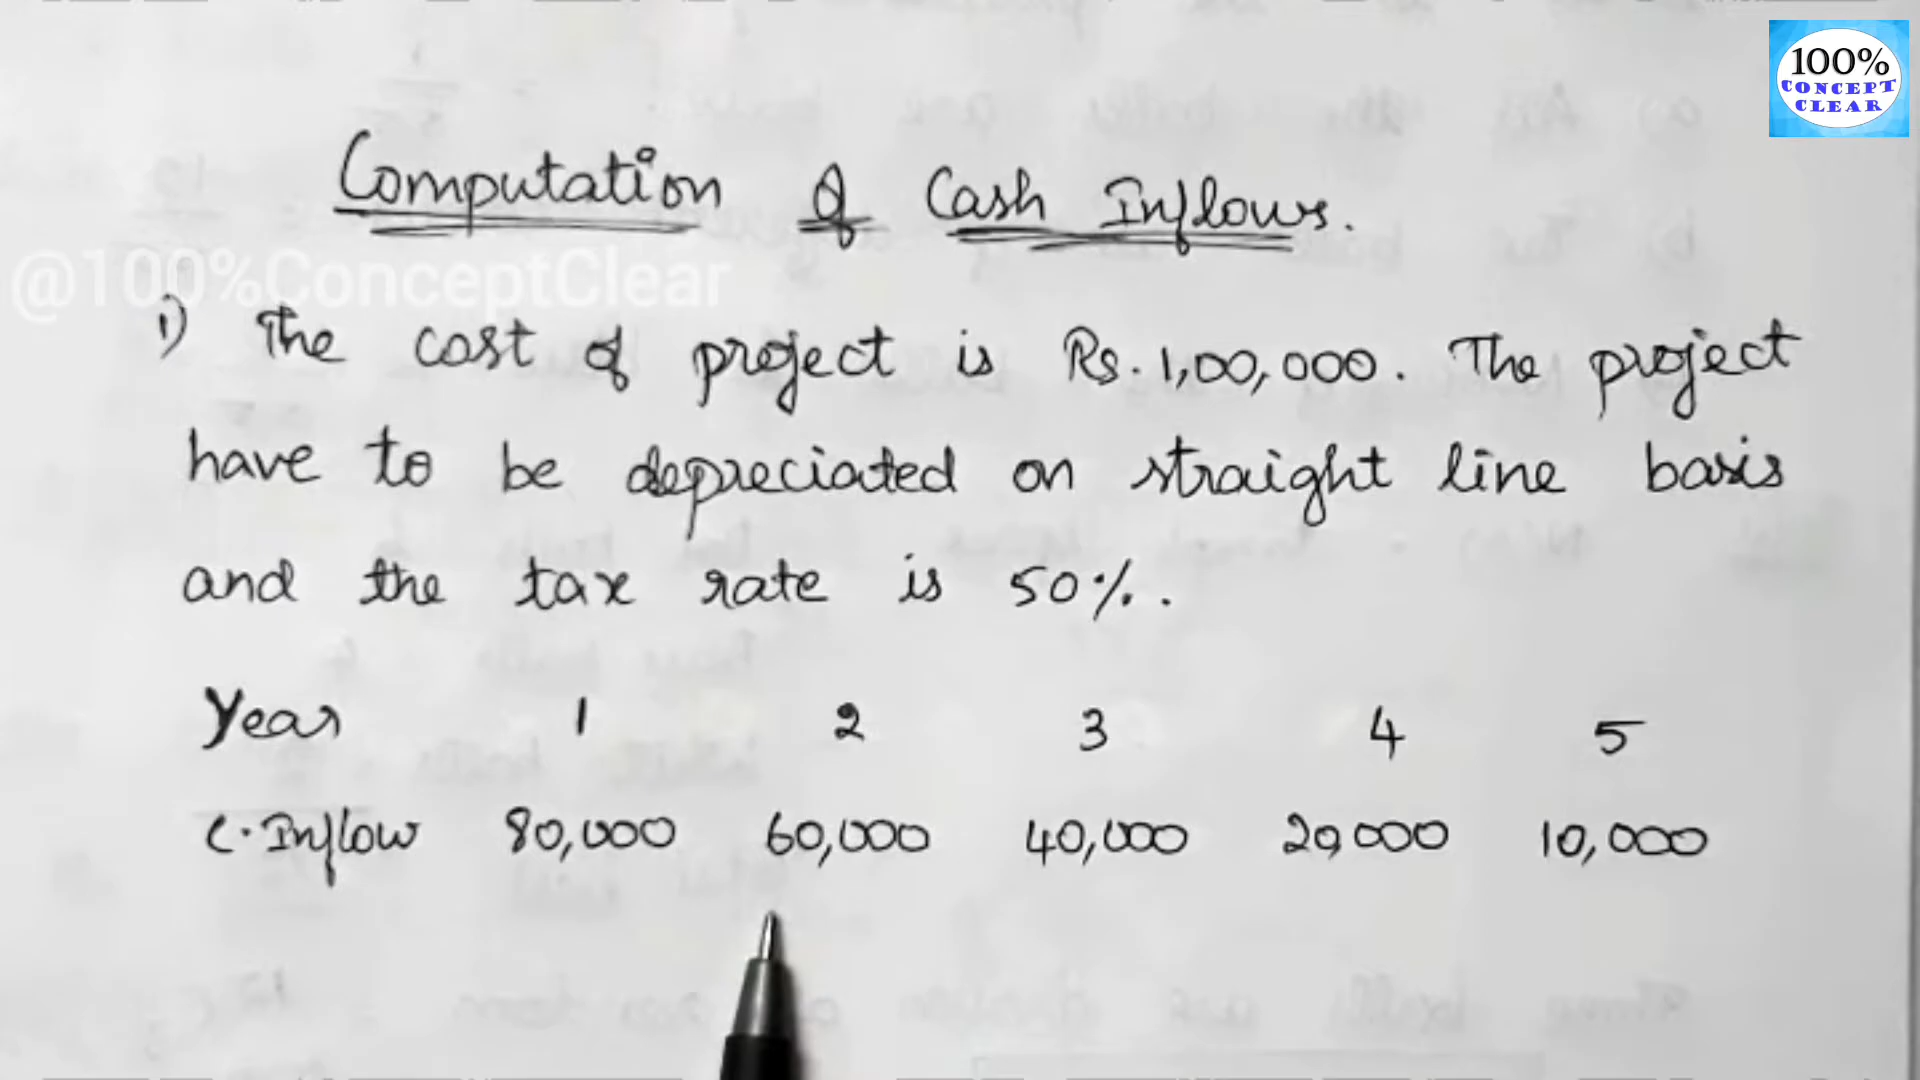 100%
CONCEPT
CLEAR
Computation of Cash Inflows.
@100%ConceptClear
1) The cost of project is Rs. 1,00,000. The project
have to be depreciated on straight line basis
and the tax rate is 50%.
Year 1 2 3 4 5
C. Inflow 80,000 60,000 40,000 20,000 10,000